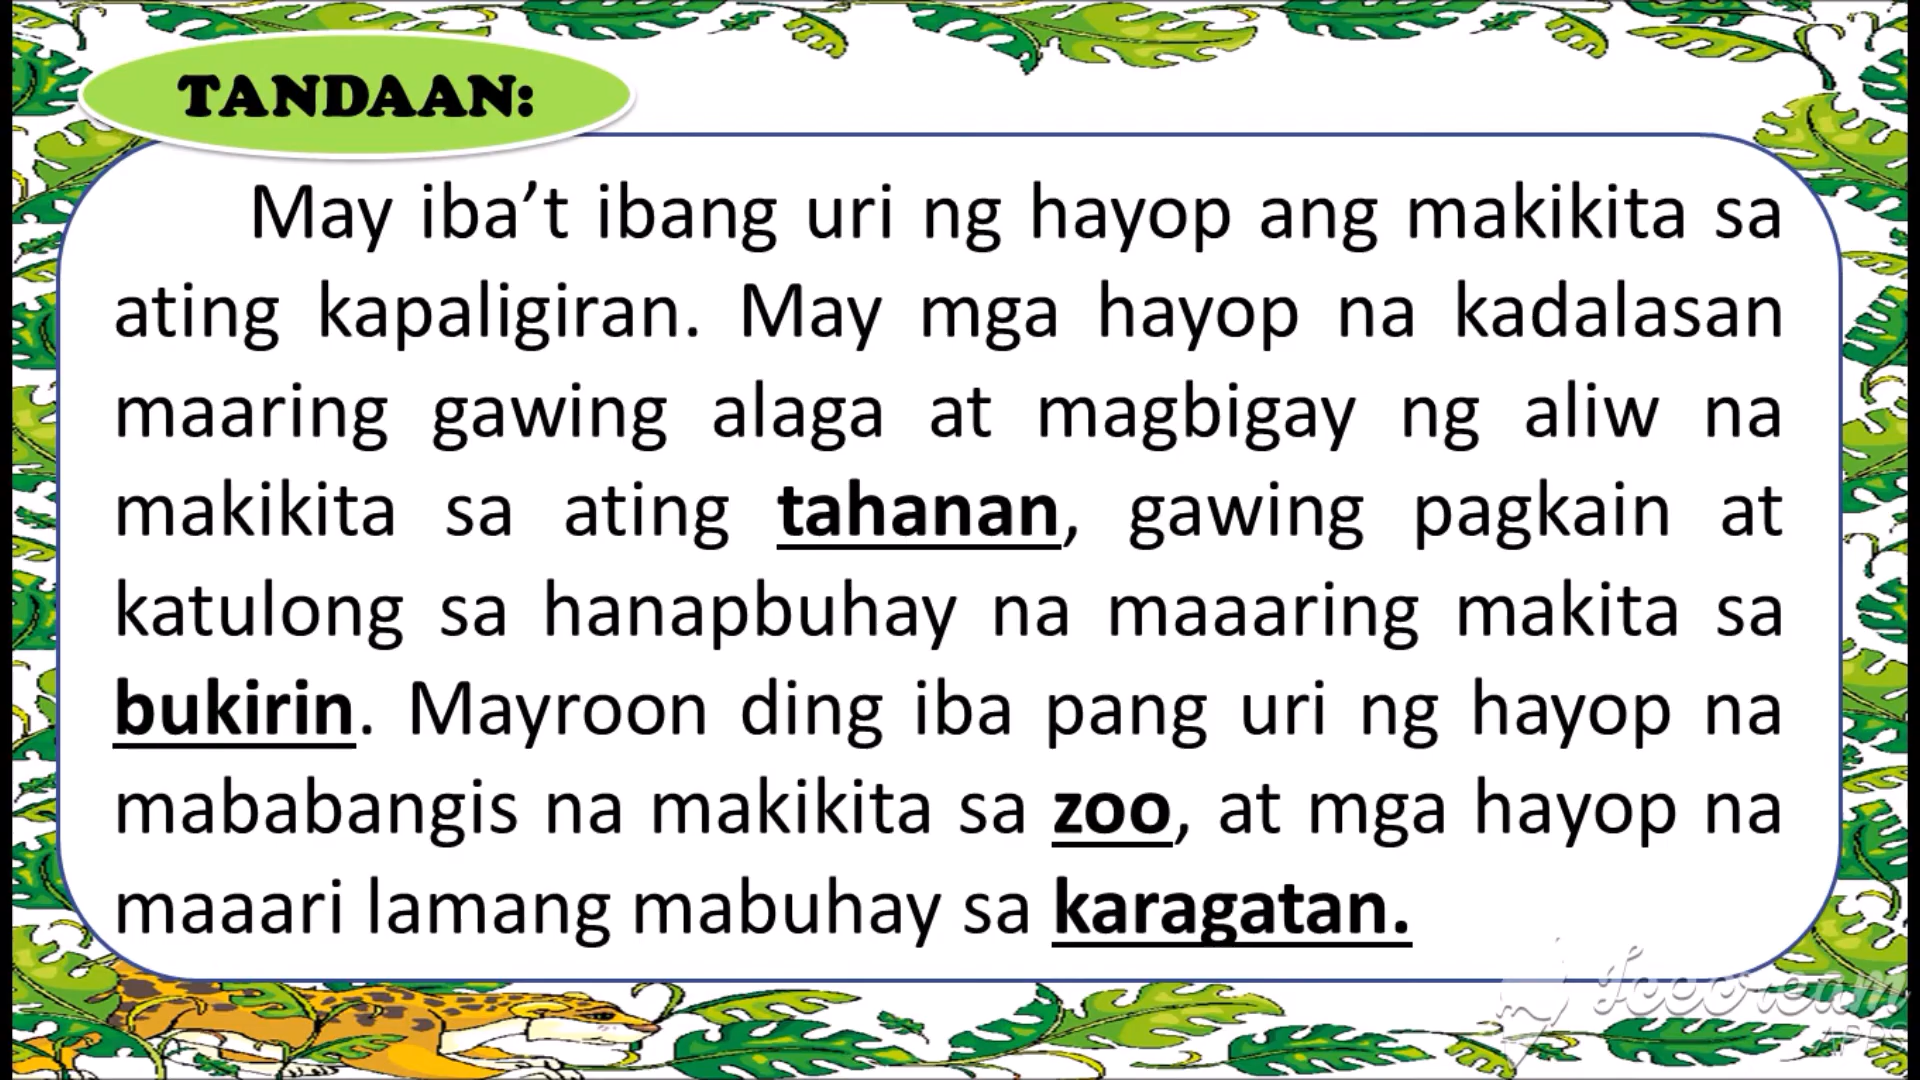 TANDAAN:
May iba’t ibang uri ng hayop ang makikita sa
ating kapaligiran. May mga hayop na kadalasan
maaring gawing alaga at magbigay ng aliw na
makikita sa ating tahanan, gawing pagkain at
katulong sa hanapbuhay na maaaring makita sa
bukirin. Mayroon ding iba pang uri ng hayop na
mababangis na makikita sa zoo, at mga hayop na
maaari lamang mabuhay sa karagatan.
Icecream
APPS